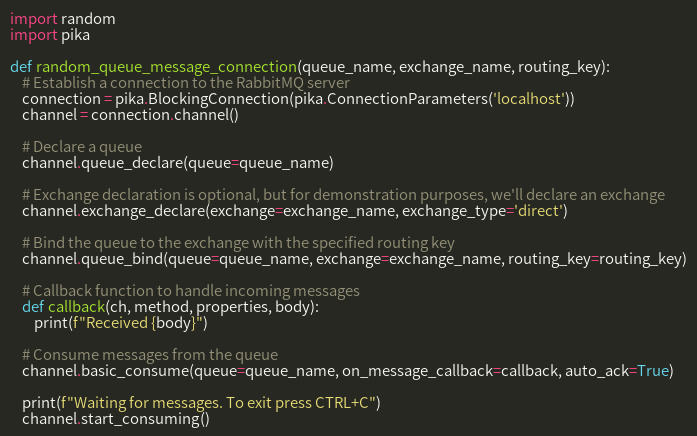 import random
import pika
def random_queue_message_connection(queue_name, exchange_name, routing_key):
# Establish a connection to the RabbitMQ server
connection = pika.BlockingConnection(pika.ConnectionParameters('localhost'))
channel = connection.channel()
# Declare a queue
channel.queue_declare(queue=queue_name)
# Exchange declaration is optional, but for demonstration purposes, we'll declare an exchange
channel.exchange_declare(exchange=exchange_name, exchange_type='direct')
# Bind the queue to the exchange with the specified routing key
channel.queue_bind(queue=queue_name, exchange=exchange_name, routing_key=routing_key)
# Callback function to handle incoming messages
def callback(ch, method, properties, body):
print(f"Received {body}")
# Consume messages from the queue
channel.basic_consume(queue=queue_name, on_message_callback=callback, auto_ack=True)
print(f"Waiting for messages. To exit press CTRL+C")
channel.start_consuming()